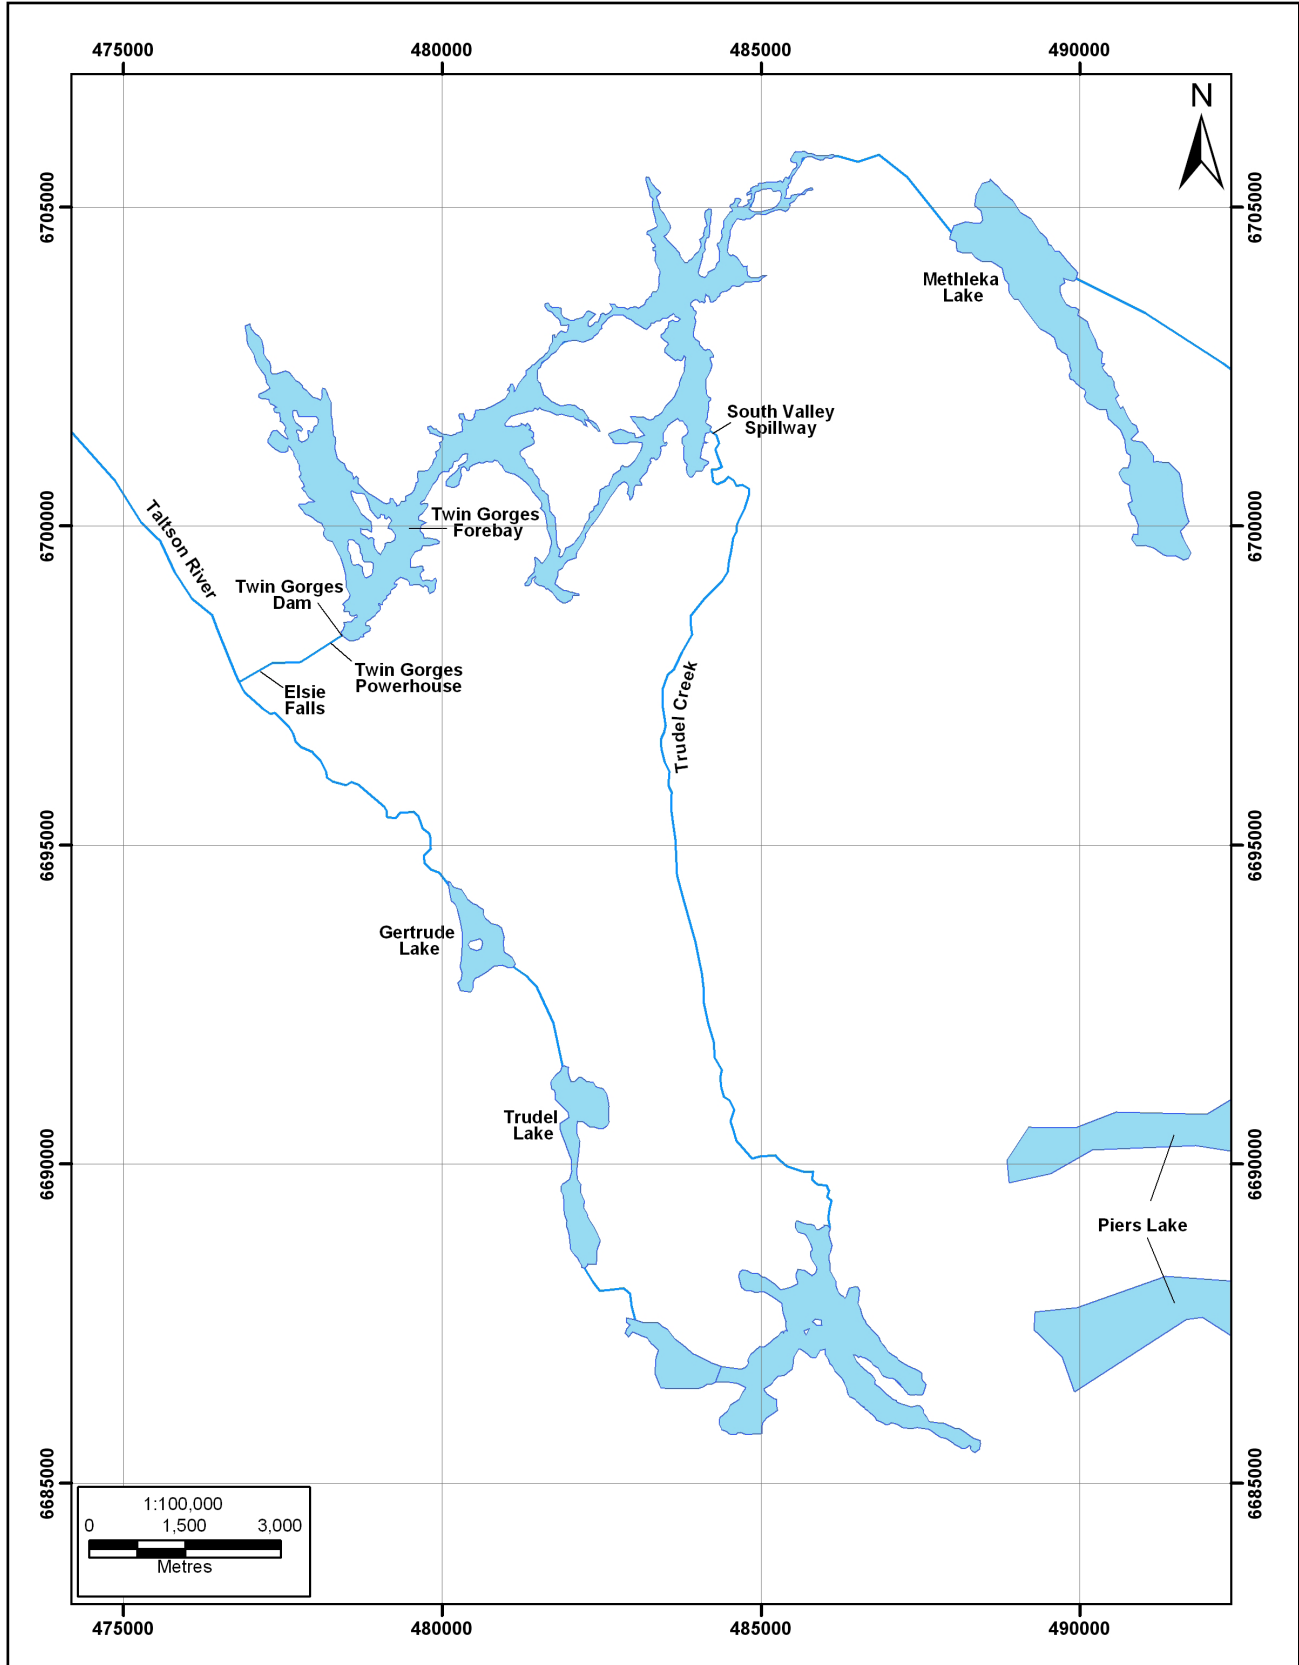 475000 480000 485000 490000
N
6705000 6705000
Methleka
Lake
South Valley
Spillway
6700000 6700000
Twin Gorges
Forebay
Taltson River
Twin Gorges
Dam
Twin Gorges
Powerhouse
Elsie
Falls
Trudel Creek
6695000 6695000
Gertrude
Lake
Trudel
Lake
6690000 6690000
Piers Lake
6685000 6685000
1:100,000
0 1,500 3,000
Metres
475000 480000 485000 490000